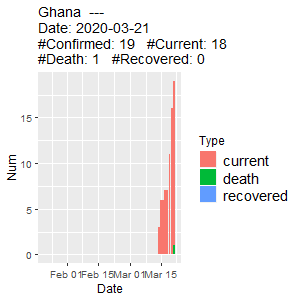 Ghana  ---
Date: 2020-03-21
#Confirmed: 19   #Current: 18
#Death: 1   #Recovered: 0
Num
15
10
5
0
Feb 01 Feb 15 Mar 01 Mar 15
Date
Type
current
death
recovered